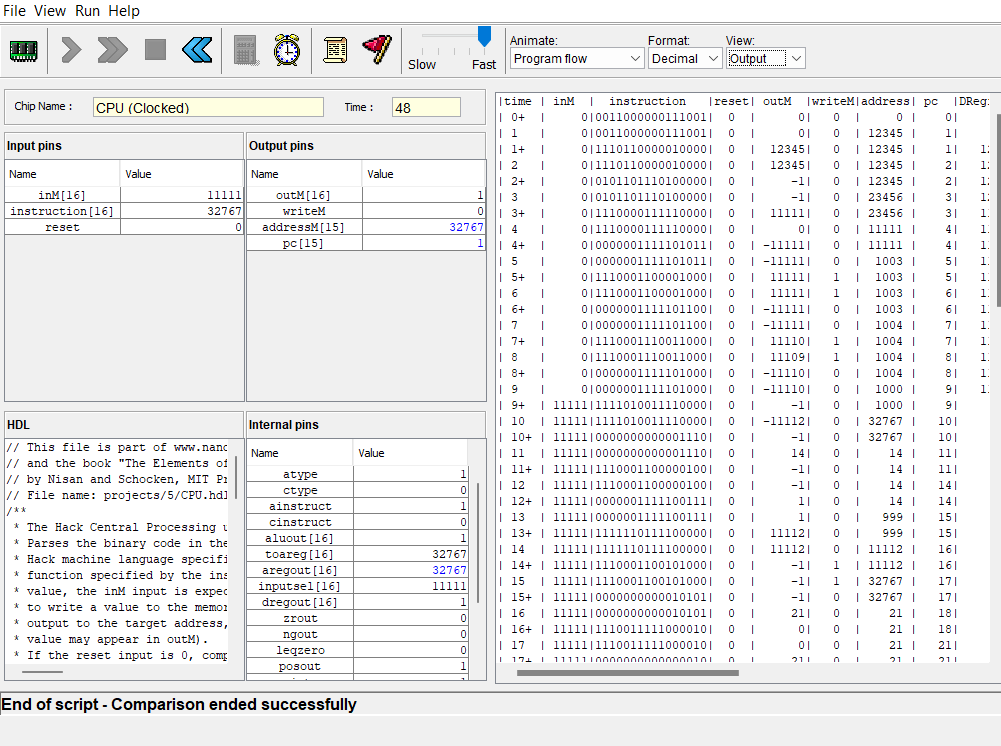 File View Run Help
Slow Fast
Animate: Format: View:
Program flow Decimal Output
Chip Name : CPU (Clocked) Time : 48
Input pins
Name Value
inM[16] 11111
instruction[16] 32767
reset 0
Output pins
Name Value
outM[16] 1
writeM 0
addressM[15] 32767
pc[15] 1
HDL
// This file is part of www.nand
// and the book "The Elements of
// by Nisan and Schocken, MIT Pr
// File name: projects/5/CPU.hdl
/**
* The Hack Central Processing u
* Parses the binary code in the
* Hack machine language specifi
* function specified by the ins
* value, the inM input is expec
* to write a value to the memor
* output to the target address,
* value may appear in outM).
* If the reset input is 0, comp
Internal pins
Name Value
atype 1
ctype 0
ainstruct 1
cinstruct 0
aluout[16] 1
toareg[16] 32767
aregout[16] 32767
inputsel[16] 11111
dregout[16] 1
zrout 0
ngout 0
leqzero 0
posout 1
|time | inM | instruction |reset| outM |writeM|address| pc |DReg
| 0+ | 0|0011000000111001| 0 | 0| 0 | 0 | 0|
| 1 | 0|0011000000111001| 0 | 0| 0 | 12345 | 1|
| 1+ | 0|1110110000010000| 0 | 12345| 0 | 12345 | 1| 1
| 2 | 0|1110110000010000| 0 | 12345| 0 | 12345 | 2| 1
| 2+ | 0|0101101110100000| 0 | -1| 0 | 12345 | 2| 1
| 3 | 0|0101101110100000| 0 | -1| 0 | 23456 | 3| 1
| 3+ | 0|1110000111110000| 0 | 11111| 0 | 23456 | 3| 1
| 4 | 0|1110000111110000| 0 | 0| 0 | 11111 | 4| 1
| 4+ | 0|0000001111101011| 0 | -11111| 0 | 11111 | 4| 1
| 5 | 0|0000001111101011| 0 | -11111| 0 | 1003 | 5| 1
| 5+ | 0|1110001100001000| 0 | 11111| 1 | 1003 | 5| 1
| 6 | 0|1110001100001000| 0 | 11111| 1 | 1003 | 6| 1
| 6+ | 0|0000001111101100| 0 | -11111| 0 | 1003 | 6| 1
| 7 | 0|0000001111101100| 0 | -11111| 0 | 1004 | 7| 1
| 7+ | 0|1110001110011000| 0 | 11110| 1 | 1004 | 7| 1
| 8 | 0|1110001110011000| 0 | 11109| 1 | 1004 | 8| 1
| 8+ | 0|0000001111101000| 0 | -11110| 0 | 1004 | 8| 1
| 9 | 0|0000001111101000| 0 | -11110| 0 | 1000 | 9| 1
| 9+ | 11111|1111010011110000| 0 | -1| 0 | 1000 | 9|
| 10 | 11111|1111010011110000| 0 | -11112| 0 | 32767 | 10|
| 10+ | 11111|0000000000001110| 0 | -1| 0 | 32767 | 10|
| 11 | 11111|0000000000001110| 0 | 14| 0 | 14 | 11|
| 11+ | 11111|1110001100000100| 0 | -1| 0 | 14 | 11|
| 12 | 11111|1110001100000100| 0 | -1| 0 | 14 | 14|
| 12+ | 11111|0000001111100111| 0 | 1| 0 | 14 | 14|
| 13 | 11111|0000001111100111| 0 | 1| 0 | 999 | 15|
| 13+ | 11111|1111110111100000| 0 | 11112| 0 | 999 | 15|
| 14 | 11111|1111110111100000| 0 | 11112| 0 | 11112 | 16|
| 14+ | 11111|1110001100101000| 0 | -1| 1 | 11112 | 16|
| 15 | 11111|1110001100101000| 0 | -1| 1 | 32767 | 17|
| 15+ | 11111|0000000000010101| 0 | -1| 0 | 32767 | 17|
| 16 | 11111|0000000000010101| 0 | 21| 0 | 21 | 18|
| 16+ | 11111|1110011111000010| 0 | 0| 0 | 21 | 18|
| 17 | 11111|1110011111000010| 0 | 0| 0 | 21 | 21|
| 17+ | 11111|0000000000000010| 0 | 21| 0 | 21 | 21|
End of script - Comparison ended successfully